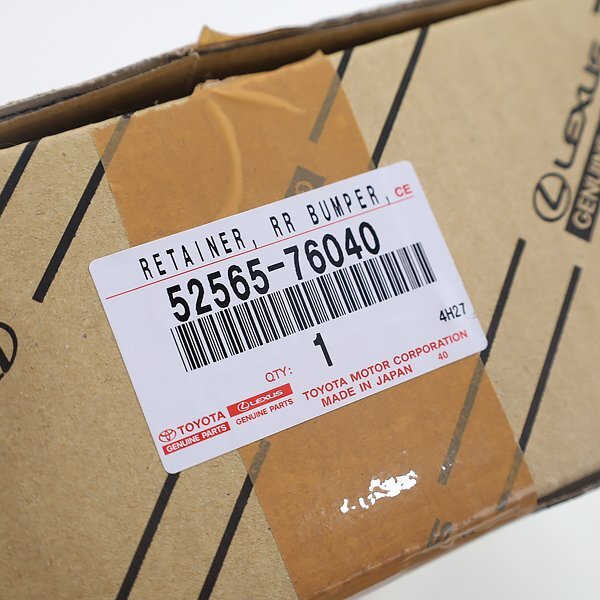 RETAINER, RR BUMPER, CE
52565-76040
QTY: 1
4H27
TOYOTA
GENUINE PARTS
LEXUS
GENUINE PARTS
TOYOTA MOTOR CORPORATION
MADE IN JAPAN 40
LEXUS
GENUINE